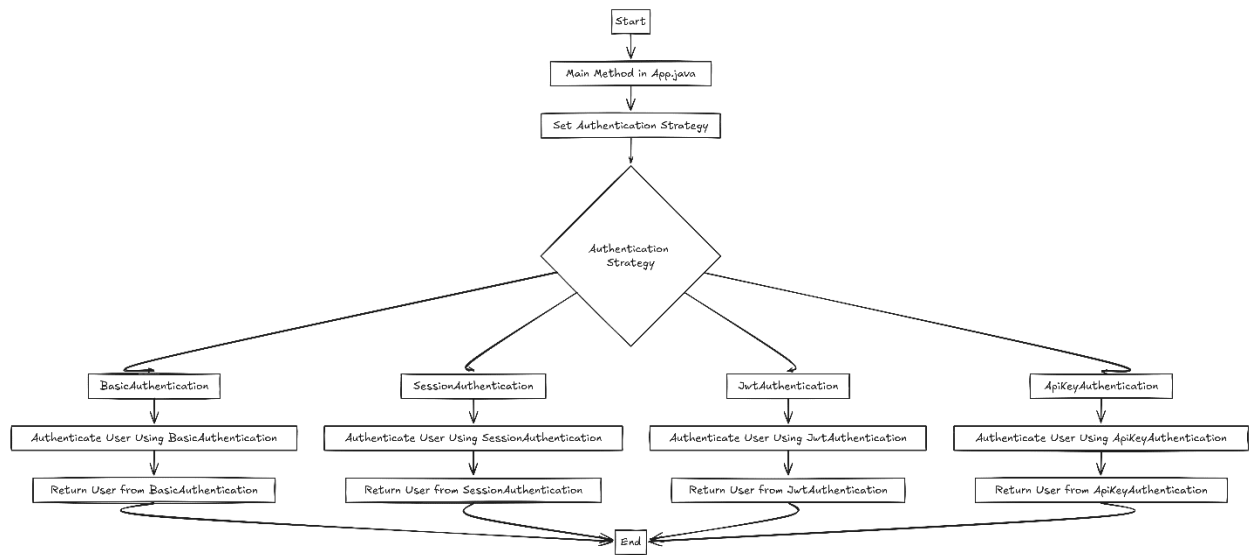 Start
Main Method in App.java
Set Authentication Strategy
Authentication
Strategy
BasicAuthentication
SessionAuthentication
JwtAuthentication
ApiKeyAuthentication
Authenticate User Using BasicAuthentication
Authenticate User Using SessionAuthentication
Authenticate User Using JwtAuthentication
Authenticate User Using ApiKeyAuthentication
Return User from BasicAuthentication
Return User from SessionAuthentication
Return User from JwtAuthentication
Return User from ApiKeyAuthentication
End